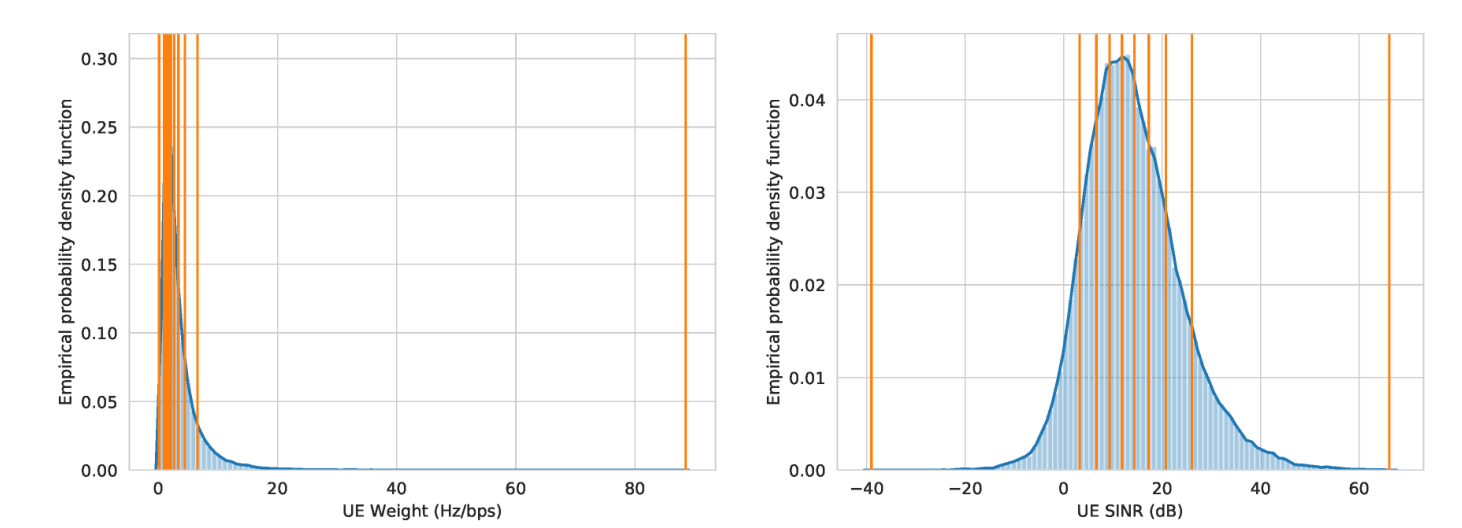 Empirical probability density function
0.30
0.25
0.20
0.15
0.10
0.05
0.00
0 20 40 60 80
UE Weight (Hz/bps)
Empirical probability density function
0.04
0.03
0.02
0.01
0.00
−40 −20 0 20 40 60
UE SINR (dB)